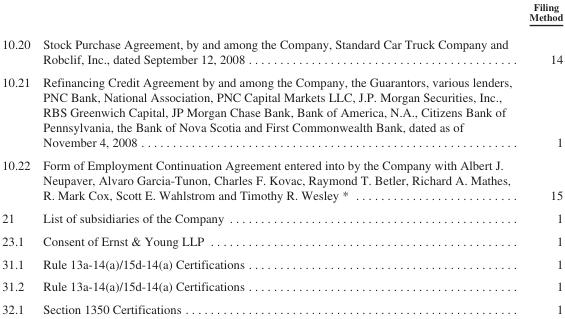 Filing
Method
10.20 Stock Purchase Agreement, by and among the Company, Standard Car Truck Company and
Robclif, Inc., dated September 12, 2008 . . . . . . . . . . . . . . . . . . . . . . . . . . . . . . . . . . . . . . . . . 14
10.21 Refinancing Credit Agreement by and among the Company, the Guarantors, various lenders,
PNC Bank, National Association, PNC Capital Markets LLC, J.P. Morgan Securities, Inc.,
RBS Greenwich Capital, JP Morgan Chase Bank, Bank of America, N.A., Citizens Bank of
Pennsylvania, the Bank of Nova Scotia and First Commonwealth Bank, dated as of
November 4, 2008 . . . . . . . . . . . . . . . . . . . . . . . . . . . . . . . . . . . . . . . . . . . . . . . . . . . . . . . . . 1
10.22 Form of Employment Continuation Agreement entered into by the Company with Albert J.
Neupaver, Alvaro Garcia-Tunon, Charles F. Kovac, Raymond T. Betler, Richard A. Mathes,
R. Mark Cox, Scott E. Wahlstrom and Timothy R. Wesley * . . . . . . . . . . . . . . . . . . . . . . . . . 15
21 List of subsidiaries of the Company . . . . . . . . . . . . . . . . . . . . . . . . . . . . . . . . . . . . . . . . . . . . 1
23.1 Consent of Ernst & Young LLP . . . . . . . . . . . . . . . . . . . . . . . . . . . . . . . . . . . . . . . . . . . . . . . 1
31.1 Rule 13a-14(a)/15d-14(a) Certifications . . . . . . . . . . . . . . . . . . . . . . . . . . . . . . . . . . . . . . . . . 1
31.2 Rule 13a-14(a)/15d-14(a) Certifications . . . . . . . . . . . . . . . . . . . . . . . . . . . . . . . . . . . . . . . . . 1
32.1 Section 1350 Certifications . . . . . . . . . . . . . . . . . . . . . . . . . . . . . . . . . . . . . . . . . . . . . . . . . . . 1